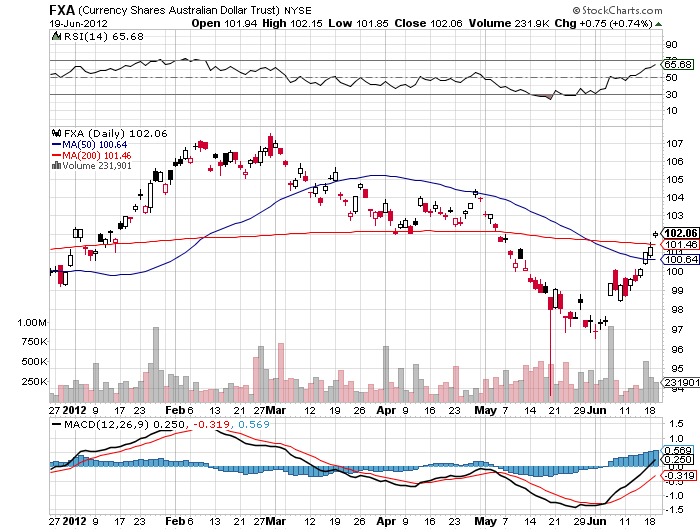 FXA (Currency Shares Australian Dollar Trust) NYSE © StockCharts.com
19-Jun-2012 Open 101.94 High 102.15 Low 101.85 Close 102.06 Volume 231.9K Chg +0.75 (+0.74%)
RSI(14) 65.68
90
70
65.68
50
30
10
FXA (Daily) 102.06
MA(50) 100.64
MA(200) 101.46
Volume 231,901
107
106
105
104
103
102.06
101.46
100.64
100
99
98
97
96
95
94
1.00M
750K
500K
250K
231901
27 2012 9 17 23 Feb 6 13 21 27 Mar 12 19 26 Apr 9 16 23 May 7 14 21 29 Jun 11 18
MACD(12,26,9) 0.250, -0.319, 0.569
1.5
1.0
0.569
0.250
0.0
-0.319
-1.0
-1.5
27 2012 9 17 23 Feb 6 13 21 27 Mar 12 19 26 Apr 9 16 23 May 7 14 21 29 Jun 11 18